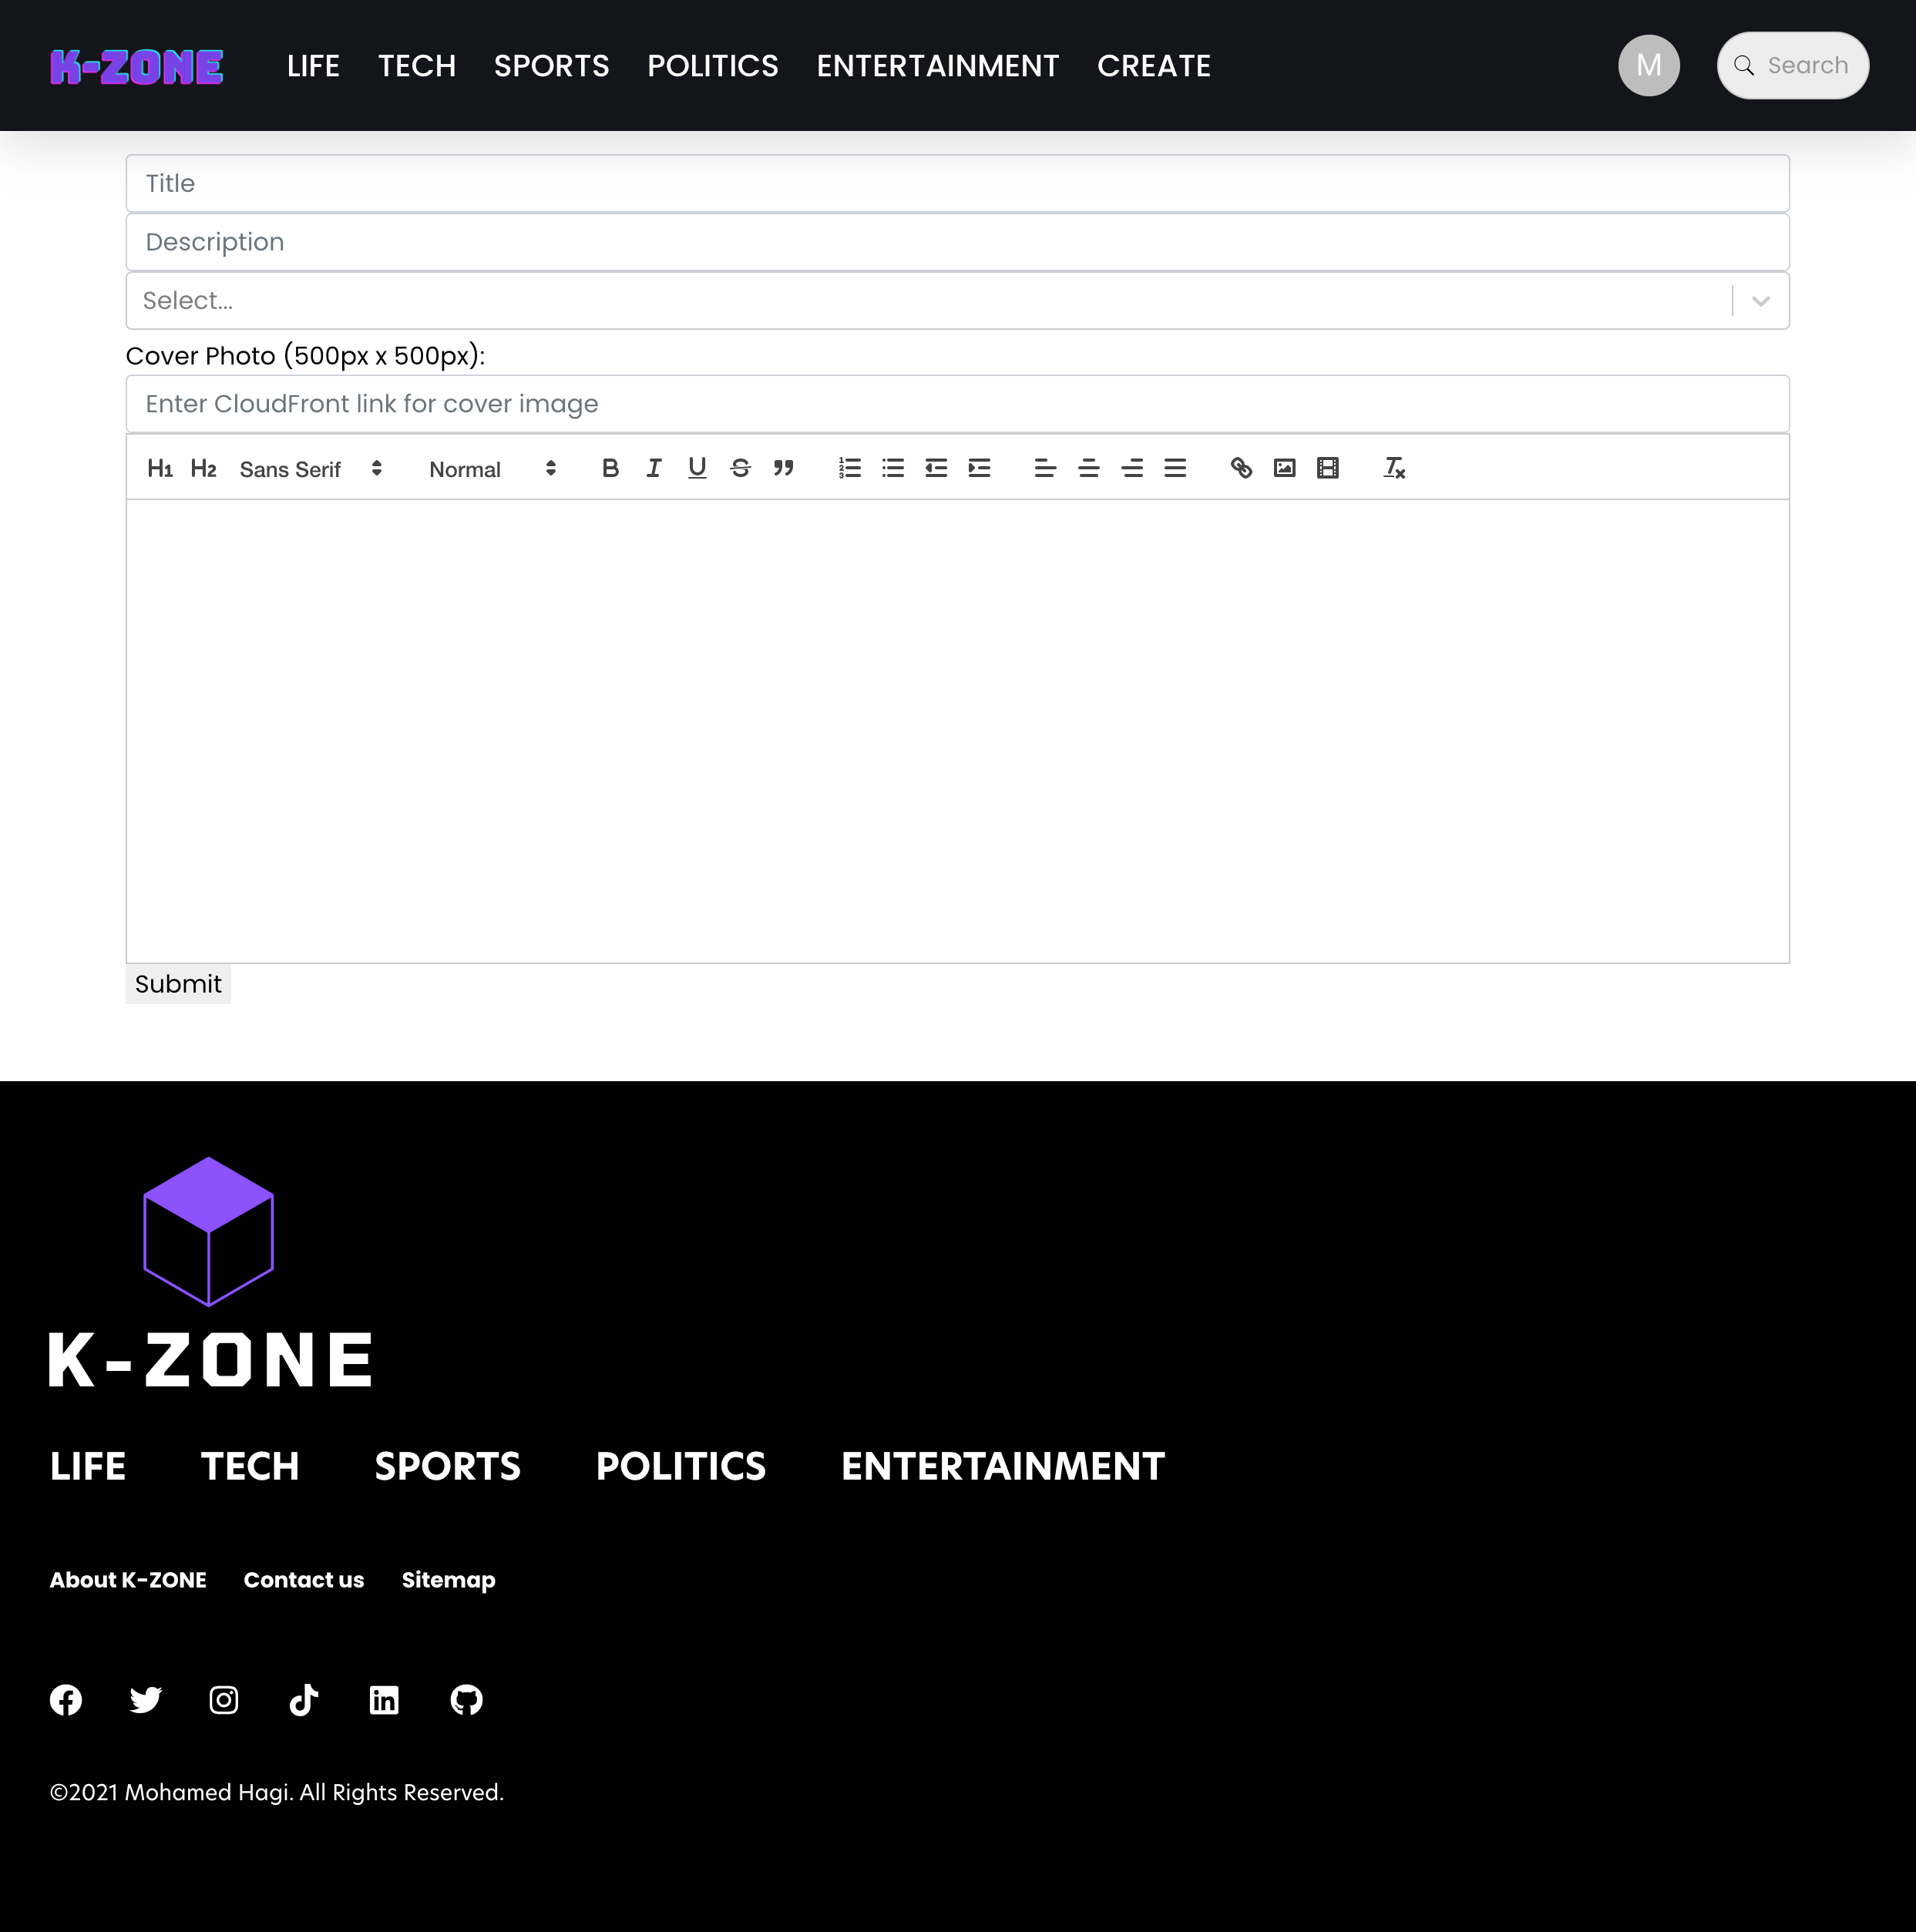 K-ZONE LIFE TECH SPORTS POLITICS ENTERTAINMENT CREATE M Search
Title
Description
Select...
Cover Photo (500px x 500px):
Enter CloudFront link for cover image
H1 H2 Sans Serif Normal B I U S
Submit
K-ZONE
LIFE TECH SPORTS POLITICS ENTERTAINMENT
About K-ZONE Contact us Sitemap
©2021 Mohamed Hagi. All Rights Reserved.